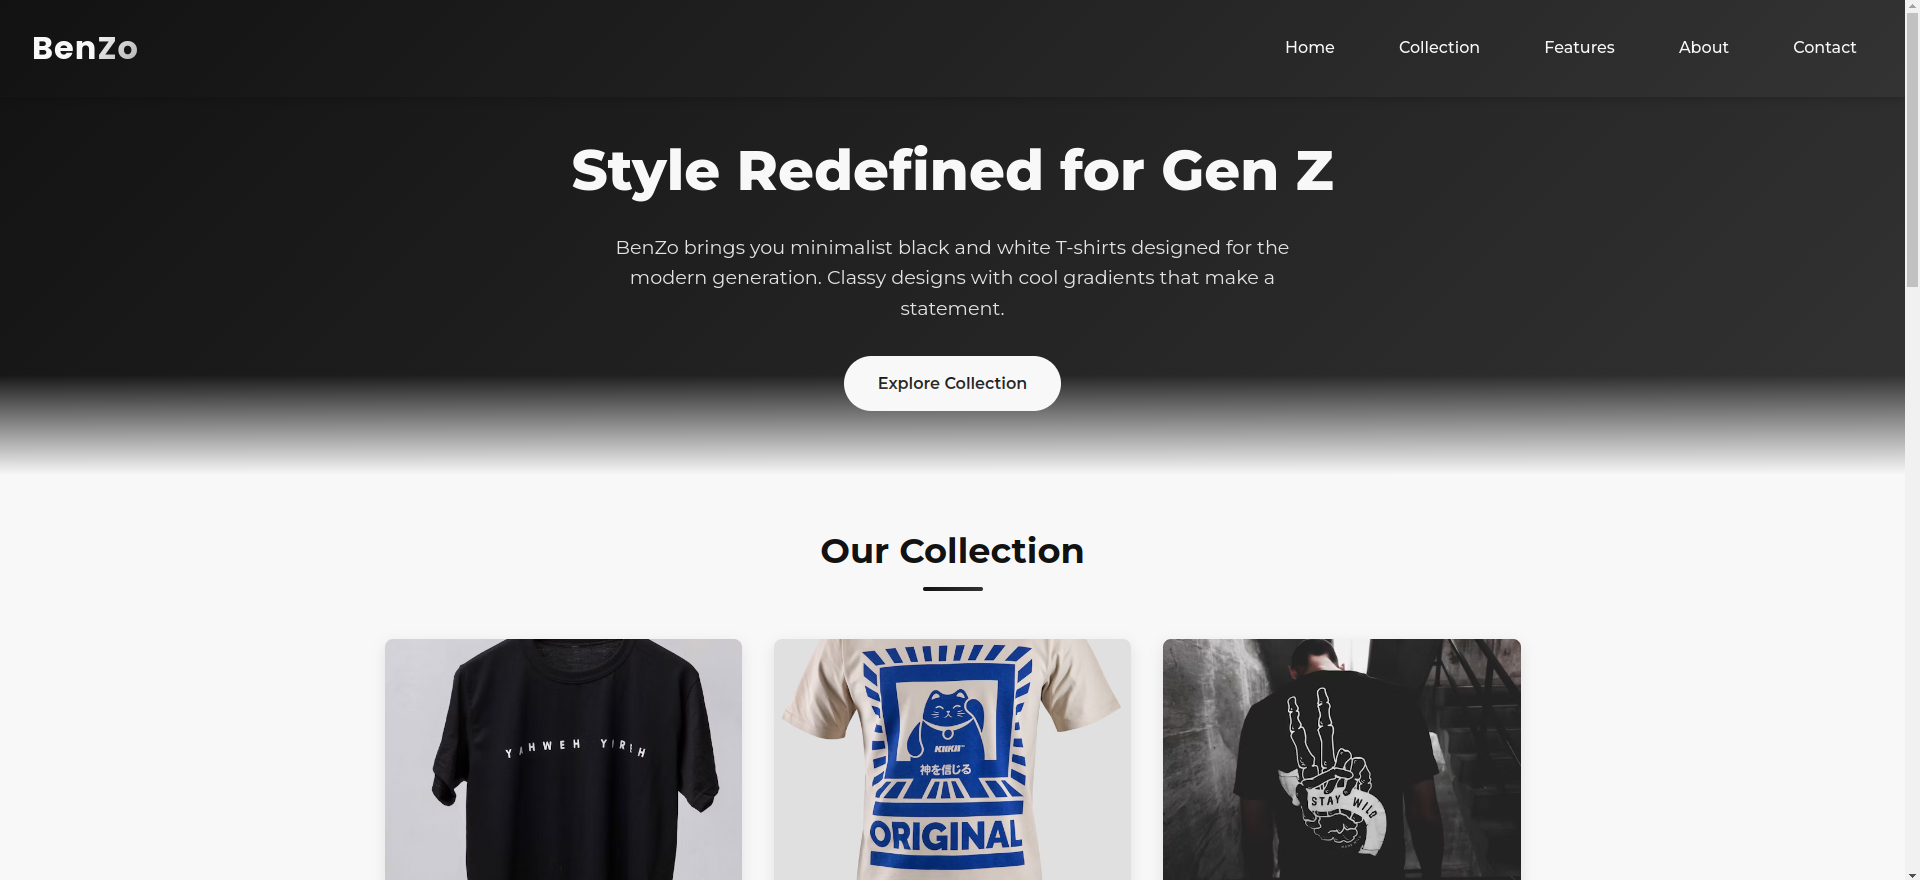 BenZo
Home
Collection
Features
About
Contact
Style Redefined for Gen Z
BenZo brings you minimalist black and white T-shirts designed for the
modern generation. Classy designs with cool gradients that make a
statement.
Explore Collection
Our Collection
YAHWEH YIREH
KIIKII
神を信じる
ORIGINAL
STAY WILD